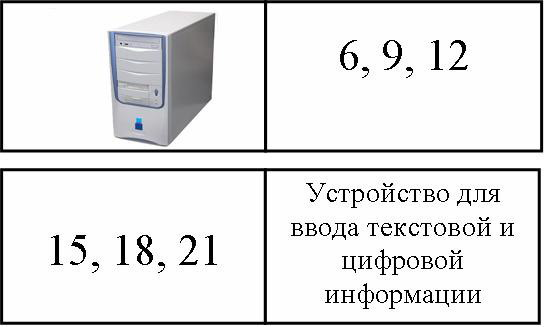 6, 9, 12
15, 18, 21
Устройство для
ввода текстовой и
цифровой
информации